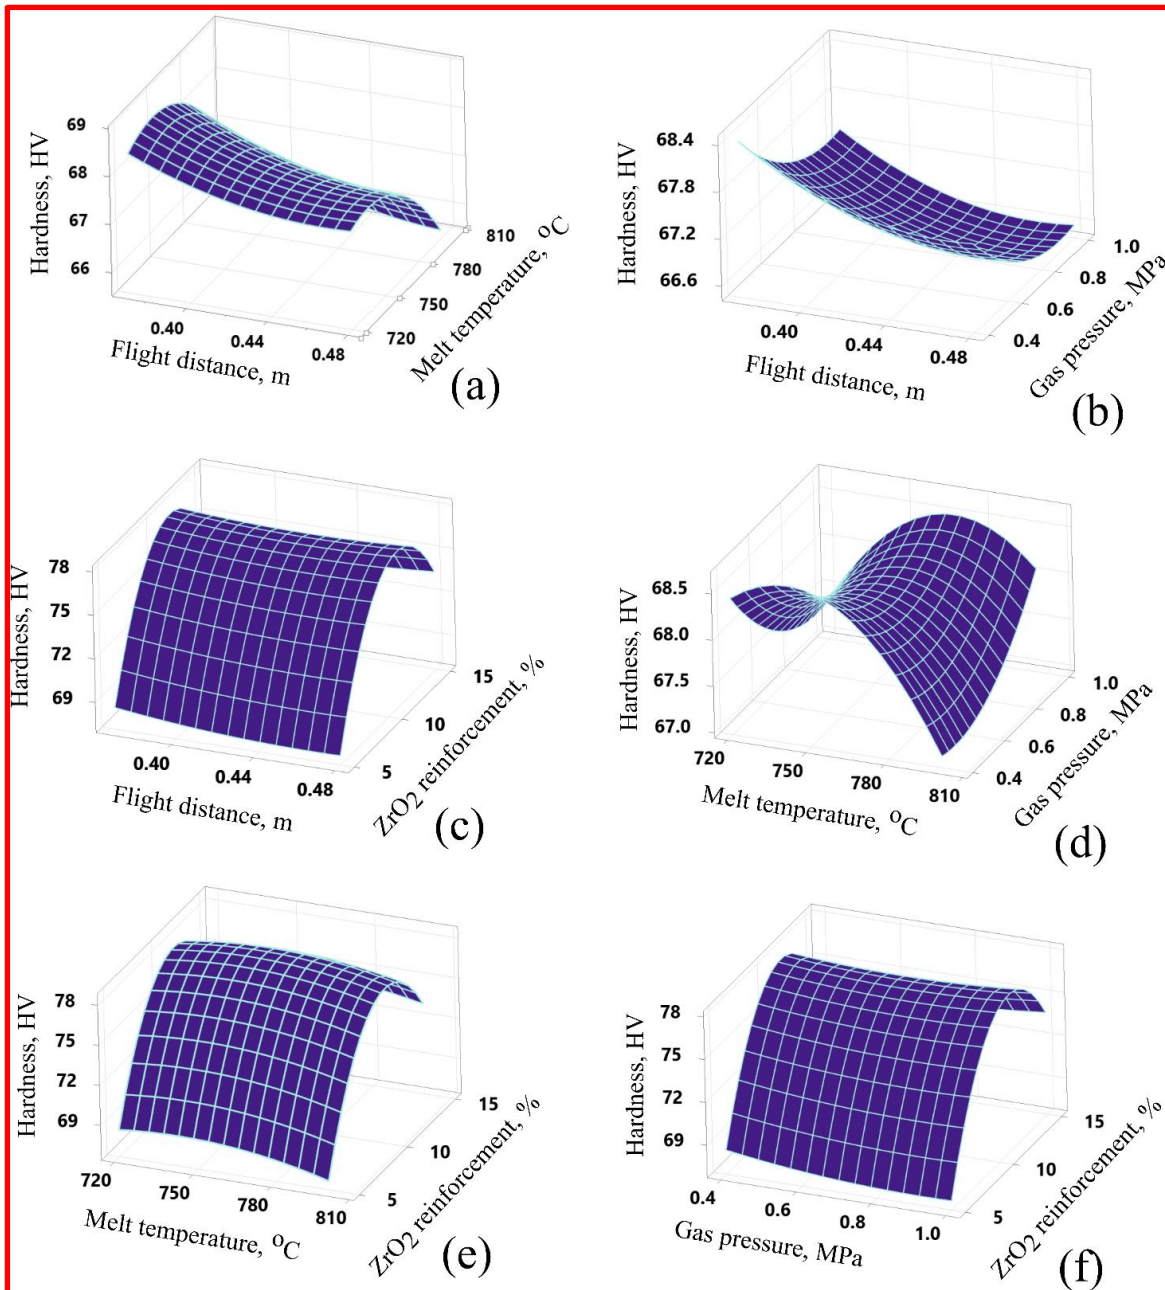 69
68
67
66
Hardness, HV
0.40
0.44
0.48
Flight distance, m
720
750
780
810
Melt temperature, °C
(a)
68.4
67.8
67.2
66.6
Hardness, HV
0.40
0.44
0.48
Flight distance, m
0.4
0.6
0.8
1.0
Gas pressure, MPa
(b)
78
75
72
69
Hardness, HV
0.40
0.44
0.48
Flight distance, m
5
10
15
ZrO2 reinforcement, %
(c)
68.5
68.0
67.5
67.0
Hardness, HV
720
750
780
810
Melt temperature, °C
0.4
0.6
0.8
1.0
Gas pressure, MPa
(d)
78
75
72
69
Hardness, HV
720
750
780
810
Melt temperature, °C
5
10
15
ZrO2 reinforcement, %
(e)
78
75
72
69
Hardness, HV
0.4
0.6
0.8
1.0
Gas pressure, MPa
5
10
15
ZrO2 reinforcement, %
(f)